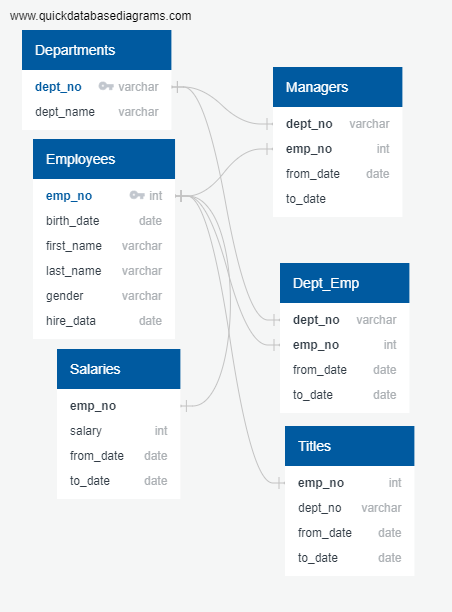 www.quickdatabasediagrams.com
Departments
dept_no varchar
dept_name varchar
Employees
emp_no int
birth_date date
first_name varchar
last_name varchar
gender varchar
hire_data date
Salaries
emp_no
salary int
from_date date
to_date date
Managers
dept_no varchar
emp_no int
from_date date
to_date
Dept_Emp
dept_no varchar
emp_no int
from_date date
to_date date
Titles
emp_no int
dept_no varchar
from_date date
to_date date